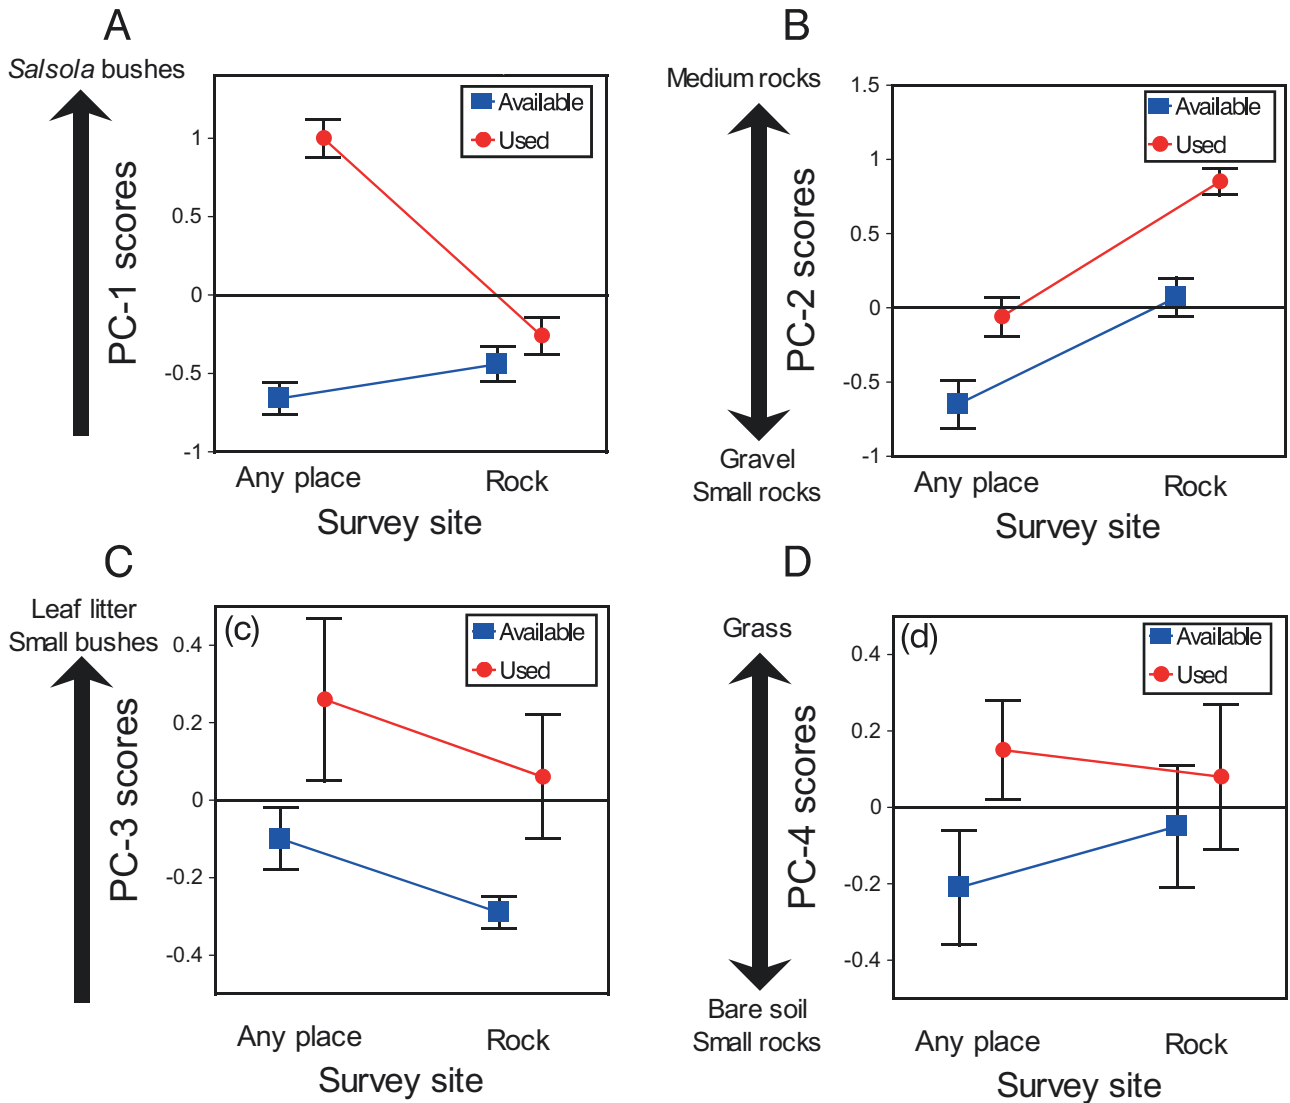 A
Salsola bushes
PC-1 scores
1
0.5
0
-0.5
-1
Available
Used
Any place
Rock
Survey site
B
Medium rocks
Gravel
Small rocks
PC-2 scores
1.5
1
0.5
0
-0.5
-1
Available
Used
Any place
Rock
Survey site
C
Leaf litter
Small bushes
PC-3 scores
(c)
0.4
0.2
0
-0.2
-0.4
Available
Used
Any place
Rock
Survey site
D
Grass
Bare soil
Small rocks
PC-4 scores
(d)
0.4
0.2
0
-0.2
-0.4
Available
Used
Any place
Rock
Survey site